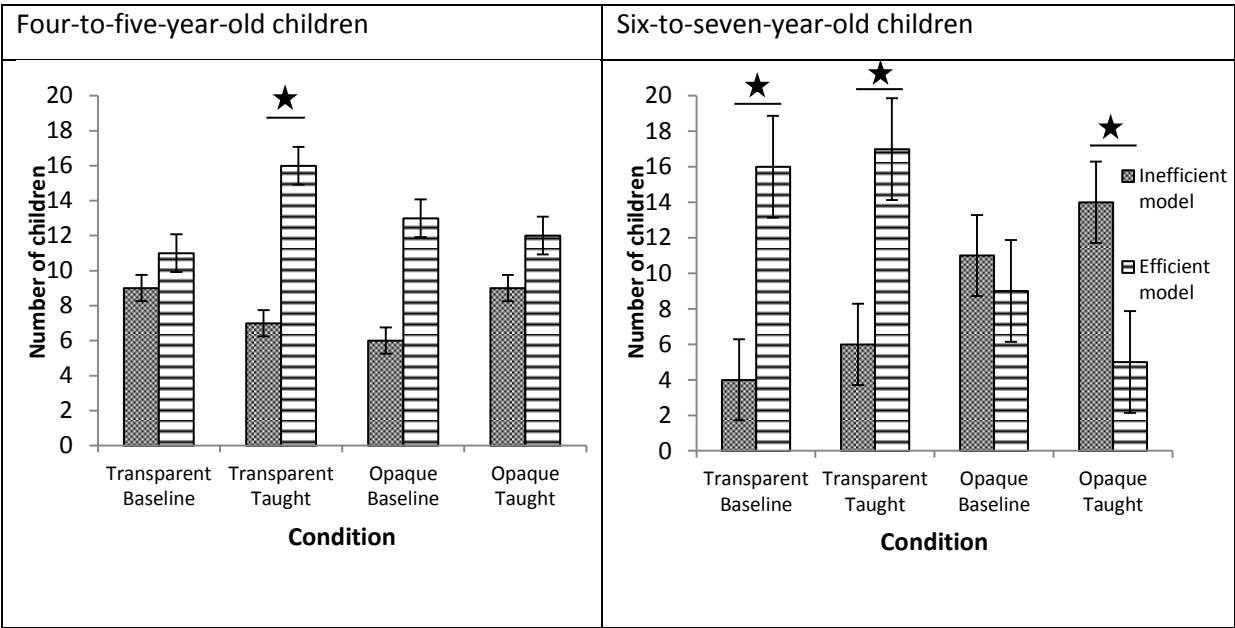 Four-to-five-year-old children
Number of children
20
18
16
14
12
10
8
6
4
2
0
Transparent Baseline
Transparent Taught
Opaque Baseline
Opaque Taught
Condition
Six-to-seven-year-old children
Number of children
20
18
16
14
12
10
8
6
4
2
0
Transparent Baseline
Transparent Taught
Opaque Baseline
Opaque Taught
Condition
Inefficient
model
Efficient
model